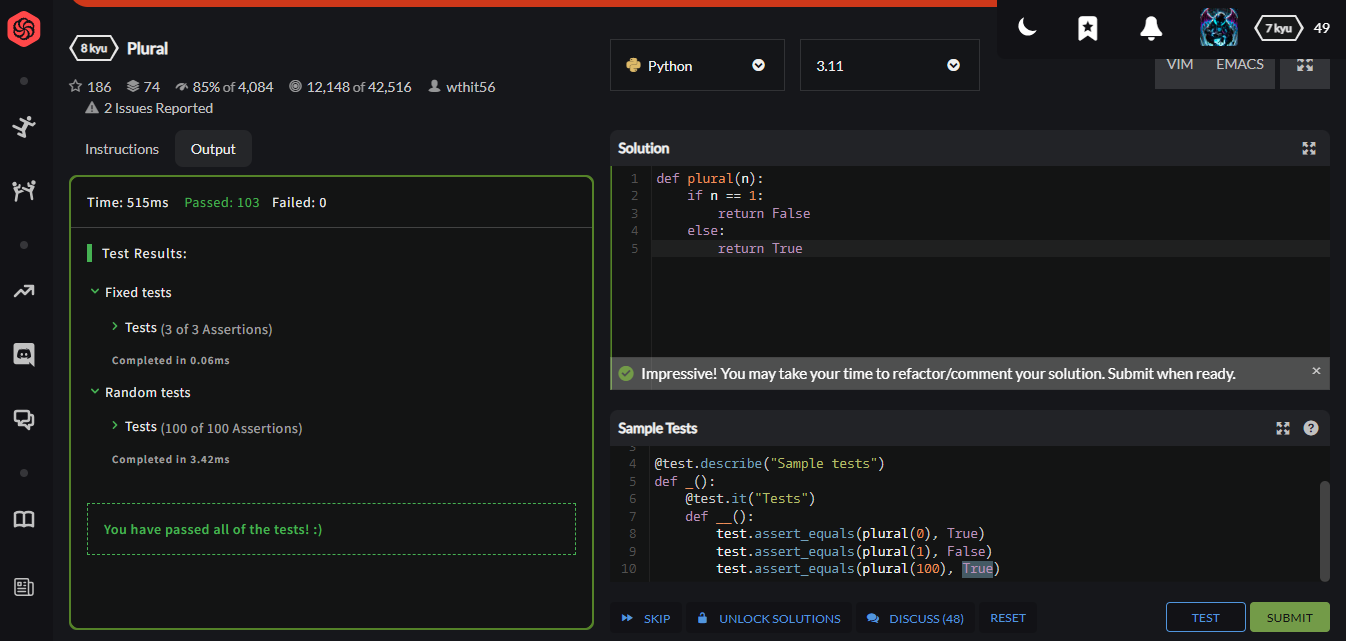 8 kyu Plural
186 74 85% of 4,084 12,148 of 42,516 wthit56
2 Issues Reported
Python
3.11
7 kyu 49
VIM EMACS
Instructions Output
Time: 515ms Passed: 103 Failed: 0
Test Results:
Fixed tests
Tests (3 of 3 Assertions)
Completed in 0.06ms
Random tests
Tests (100 of 100 Assertions)
Completed in 3.42ms
You have passed all of the tests! :)
Solution
1 def plural(n):
2 if n == 1:
3 return False
4 else:
5 return True
Impressive! You may take your time to refactor/comment your solution. Submit when ready. ×
Sample Tests ?
3
4 @test.describe("Sample tests")
5 def _():
6 @test.it("Tests")
7 def __():
8 test.assert_equals(plural(0), True)
9 test.assert_equals(plural(1), False)
10 test.assert_equals(plural(100), True)
SKIP UNLOCK SOLUTIONS DISCUSS (48) RESET TEST SUBMIT